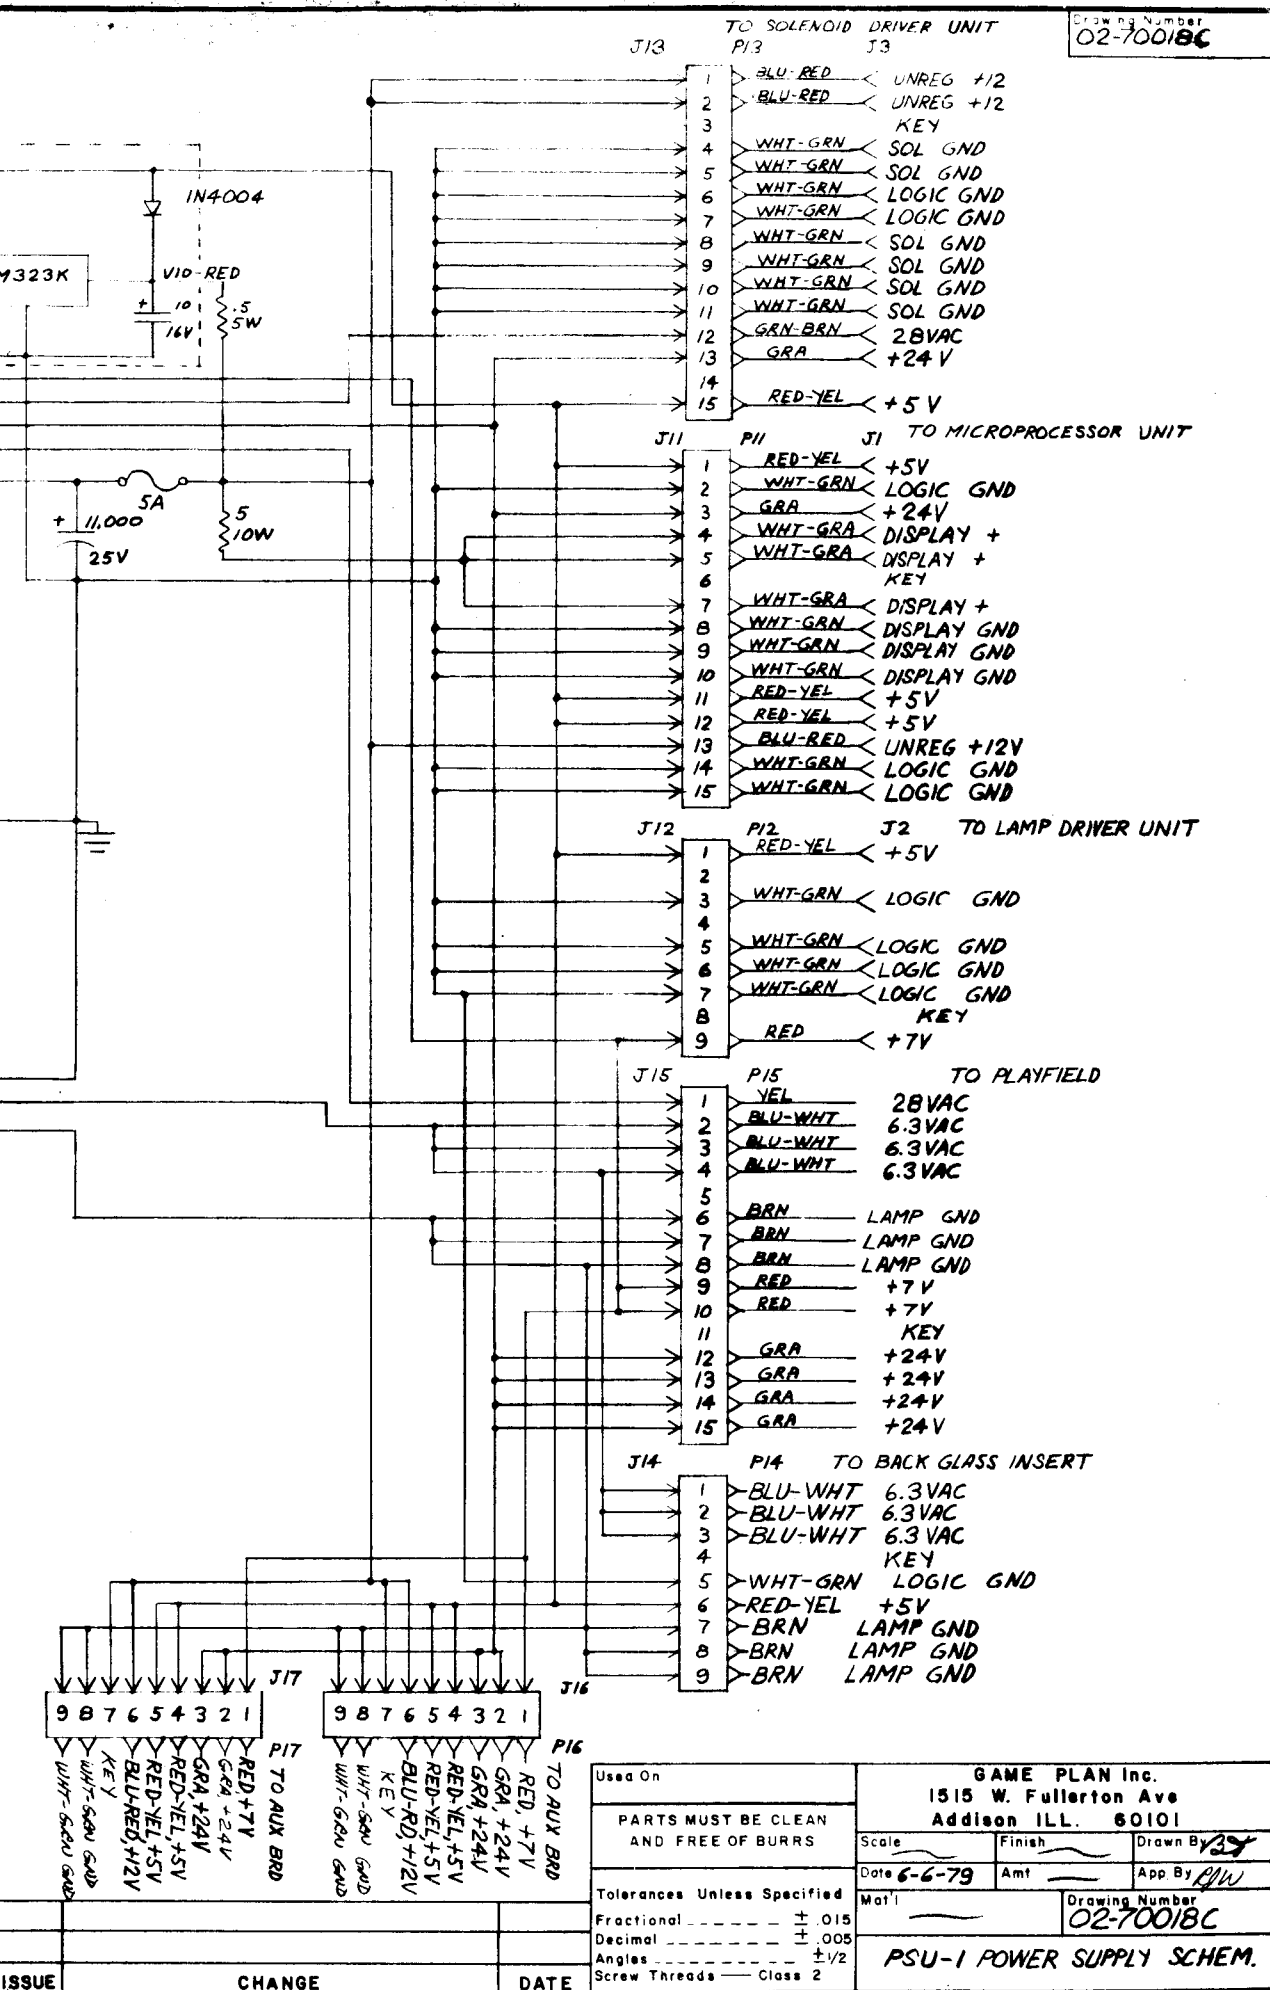 Drawing Number
02-70018C
TO SOLENOID DRIVER UNIT
J13 P13 J3
1 BLU-RED UNREG +12
2 BLU-RED UNREG +12
3 KEY
4 WHT-GRN SOL GND
5 WHT-GRN SOL GND
6 WHT-GRN LOGIC GND
7 WHT-GRN LOGIC GND
8 WHT-GRN SOL GND
9 WHT-GRN SOL GND
10 WHT-GRN SOL GND
11 WHT-GRN SOL GND
12 GRN-BRN 28VAC
13 GRA +24V
14
15 RED-YEL +5V
1N4004
M323K
VIO-RED
+ 10
16V
.5
5W
5A
+ 11,000
25V
5
10W
J11 P11 J1 TO MICROPROCESSOR UNIT
1 RED-YEL +5V
2 WHT-GRN LOGIC GND
3 GRA +24V
4 WHT-GRA DISPLAY +
5 WHT-GRA DISPLAY +
6 KEY
7 WHT-GRA DISPLAY +
8 WHT-GRN DISPLAY GND
9 WHT-GRN DISPLAY GND
10 WHT-GRN DISPLAY GND
11 RED-YEL +5V
12 RED-YEL +5V
13 BLU-RED UNREG +12V
14 WHT-GRN LOGIC GND
15 WHT-GRN LOGIC GND
J12 P12 J2 TO LAMP DRIVER UNIT
1 RED-YEL +5V
2
3 WHT-GRN LOGIC GND
4
5 WHT-GRN LOGIC GND
6 WHT-GRN LOGIC GND
7 WHT-GRN LOGIC GND
8 KEY
9 RED +7V
J15 P15 TO PLAYFIELD
1 YEL 28VAC
2 BLU-WHT 6.3VAC
3 BLU-WHT 6.3VAC
4 BLU-WHT 6.3VAC
5
6 BRN LAMP GND
7 BRN LAMP GND
8 BRN LAMP GND
9 RED +7V
10 RED +7V
11 KEY
12 GRA +24V
13 GRA +24V
14 GRA +24V
15 GRA +24V
J14 P14 TO BACK GLASS INSERT
1 BLU-WHT 6.3VAC
2 BLU-WHT 6.3VAC
3 BLU-WHT 6.3VAC
4 KEY
5 WHT-GRN LOGIC GND
6 RED-YEL +5V
7 BRN LAMP GND
8 BRN LAMP GND
9 BRN LAMP GND
J17
9 8 7 6 5 4 3 2 1
P17
TO AUX BRD
RED +7V
GRA, +24V
GRA, +24V
RED-YEL, +5V
RED-YEL, +5V
BLU-RED, +12V
KEY
WHT-GRN GND
WHT-GRN GND
J16
9 8 7 6 5 4 3 2 1
P16
TO AUX BRD
RED, +7V
GRA, +24V
GRA, +24V
RED-YEL, +5V
RED-YEL, +5V
BLU-RD, +12V
KEY
WHT-GRN GND
WHT-GRN GND
Used On
PARTS MUST BE CLEAN
AND FREE OF BURRS
Tolerances Unless Specified
Fractional ± .015
Decimal ± .005
Angles ± 1/2
Screw Threads — Class 2
GAME PLAN Inc.
1515 W. Fullerton Ave
Addison ILL. 60101
Scale Finish Drawn By
Date 6-6-79 Amt App. By
Mat'l
Drawing Number
02-70018C
PSU-1 POWER SUPPLY SCHEM.
ISSUE CHANGE DATE